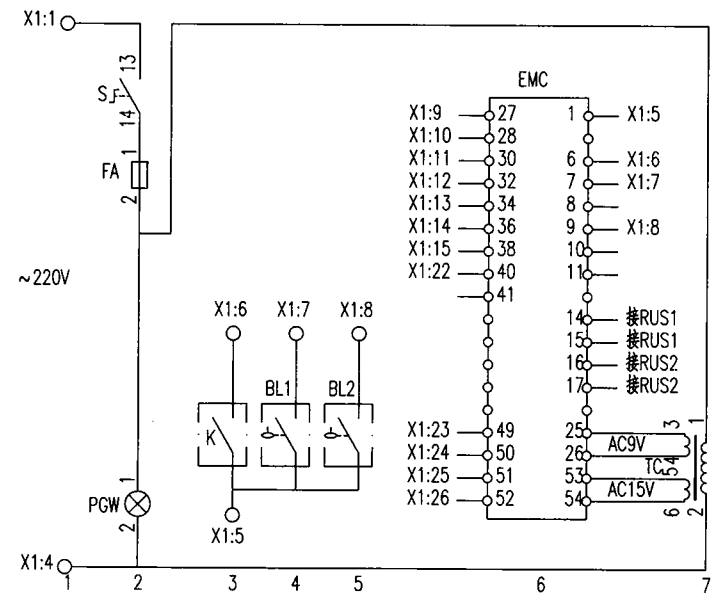 X1:1
13
S
14
1
FA
2
~220V
1
PGW
2
X1:4
X1:6 X1:7 X1:8
BL1 BL2
K
X1:5
EMC
X1:9 27 1 X1:5
X1:10 28
X1:11 30 6 X1:6
X1:12 32 7 X1:7
X1:13 34 8
X1:14 36 9 X1:8
X1:15 38 10
X1:22 40 11
41
14 接RUS1
15 接RUS1
16 接RUS2
17 接RUS2
X1:23 49 25 AC9V 3 1
X1:24 50 26 TC 5 4
X1:25 51 53 AC15V
X1:26 52 54 6 2
1 2 3 4 5 6 7